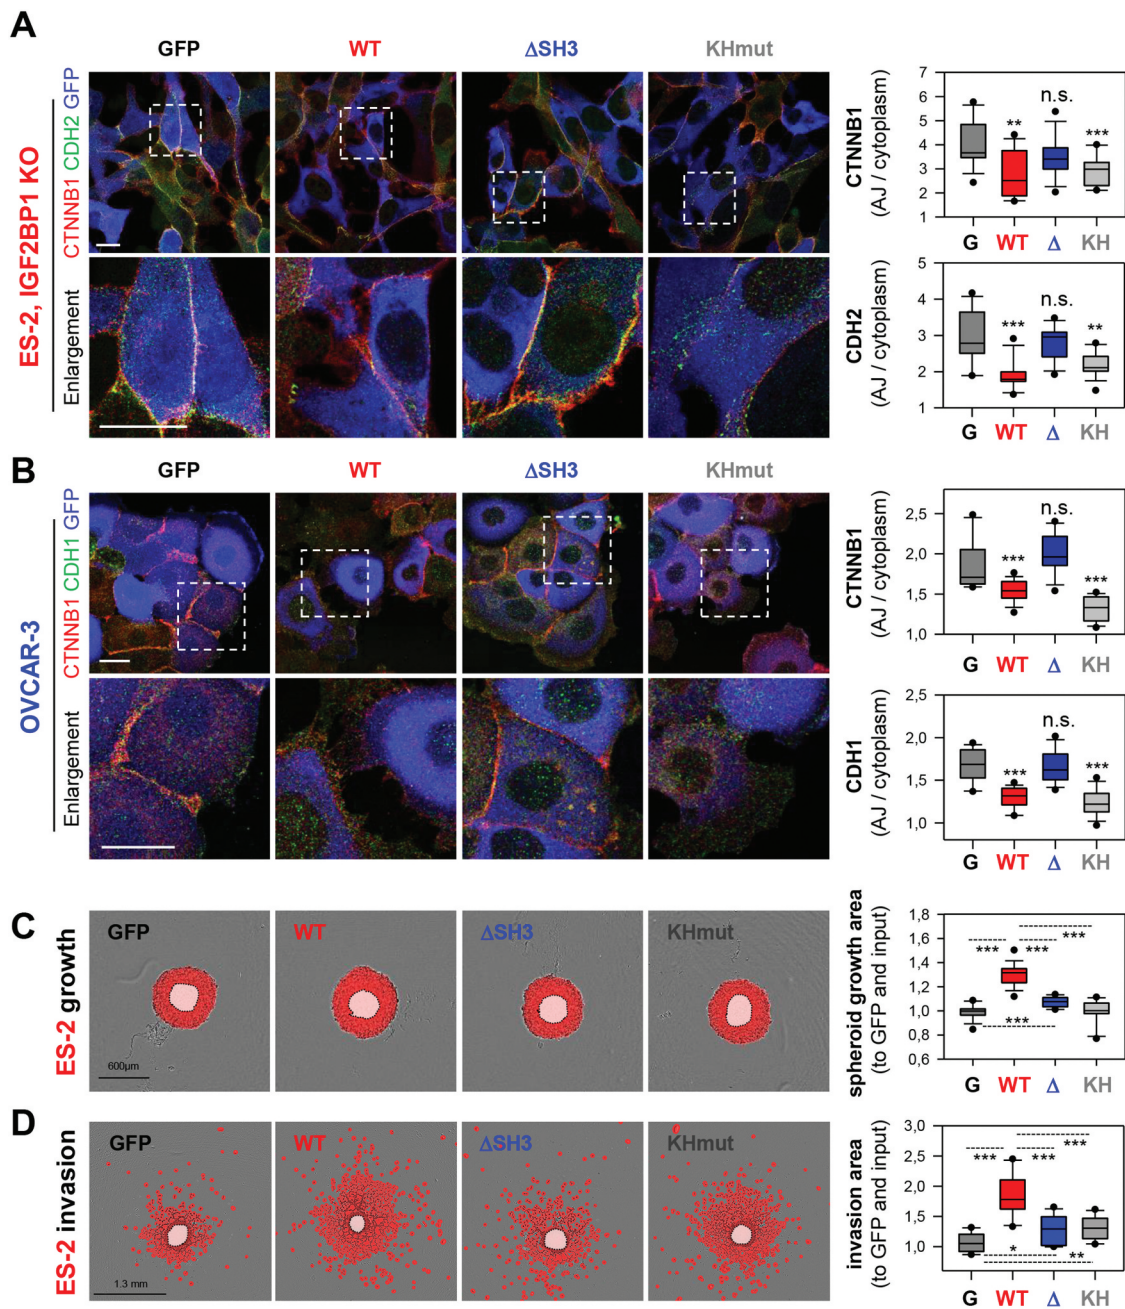 A
GFP
WT
ΔSH3
KHmut
ES-2, IGF2BP1 KO
CTNNB1 CDH2 GFP
Enlargement
CTNNB1
(AJ / cytoplasm)
7
6
5
4
3
2
1
**
n.s.
***
G
WT
Δ
KH
CDH2
(AJ / cytoplasm)
5
4
3
2
1
***
n.s.
**
G
WT
Δ
KH
B
GFP
WT
ΔSH3
KHmut
OVCAR-3
CTNNB1 CDH1 GFP
Enlargement
CTNNB1
(AJ / cytoplasm)
2,5
2,0
1,5
1,0
***
n.s.
***
G
WT
Δ
KH
CDH1
(AJ / cytoplasm)
2,5
2,0
1,5
1,0
***
n.s.
***
G
WT
Δ
KH
C
ES-2 growth
GFP
WT
ΔSH3
KHmut
600µm
spheroid growth area
(to GFP and input)
1,8
1,6
1,4
1,2
1,0
0,8
0,6
***
***
***
***
G
WT
Δ
KH
D
ES-2 invasion
GFP
WT
ΔSH3
KHmut
1.3 mm
invasion area
(to GFP and input)
3,0
2,5
2,0
1,5
1,0
***
***
***
*
**
G
WT
Δ
KH